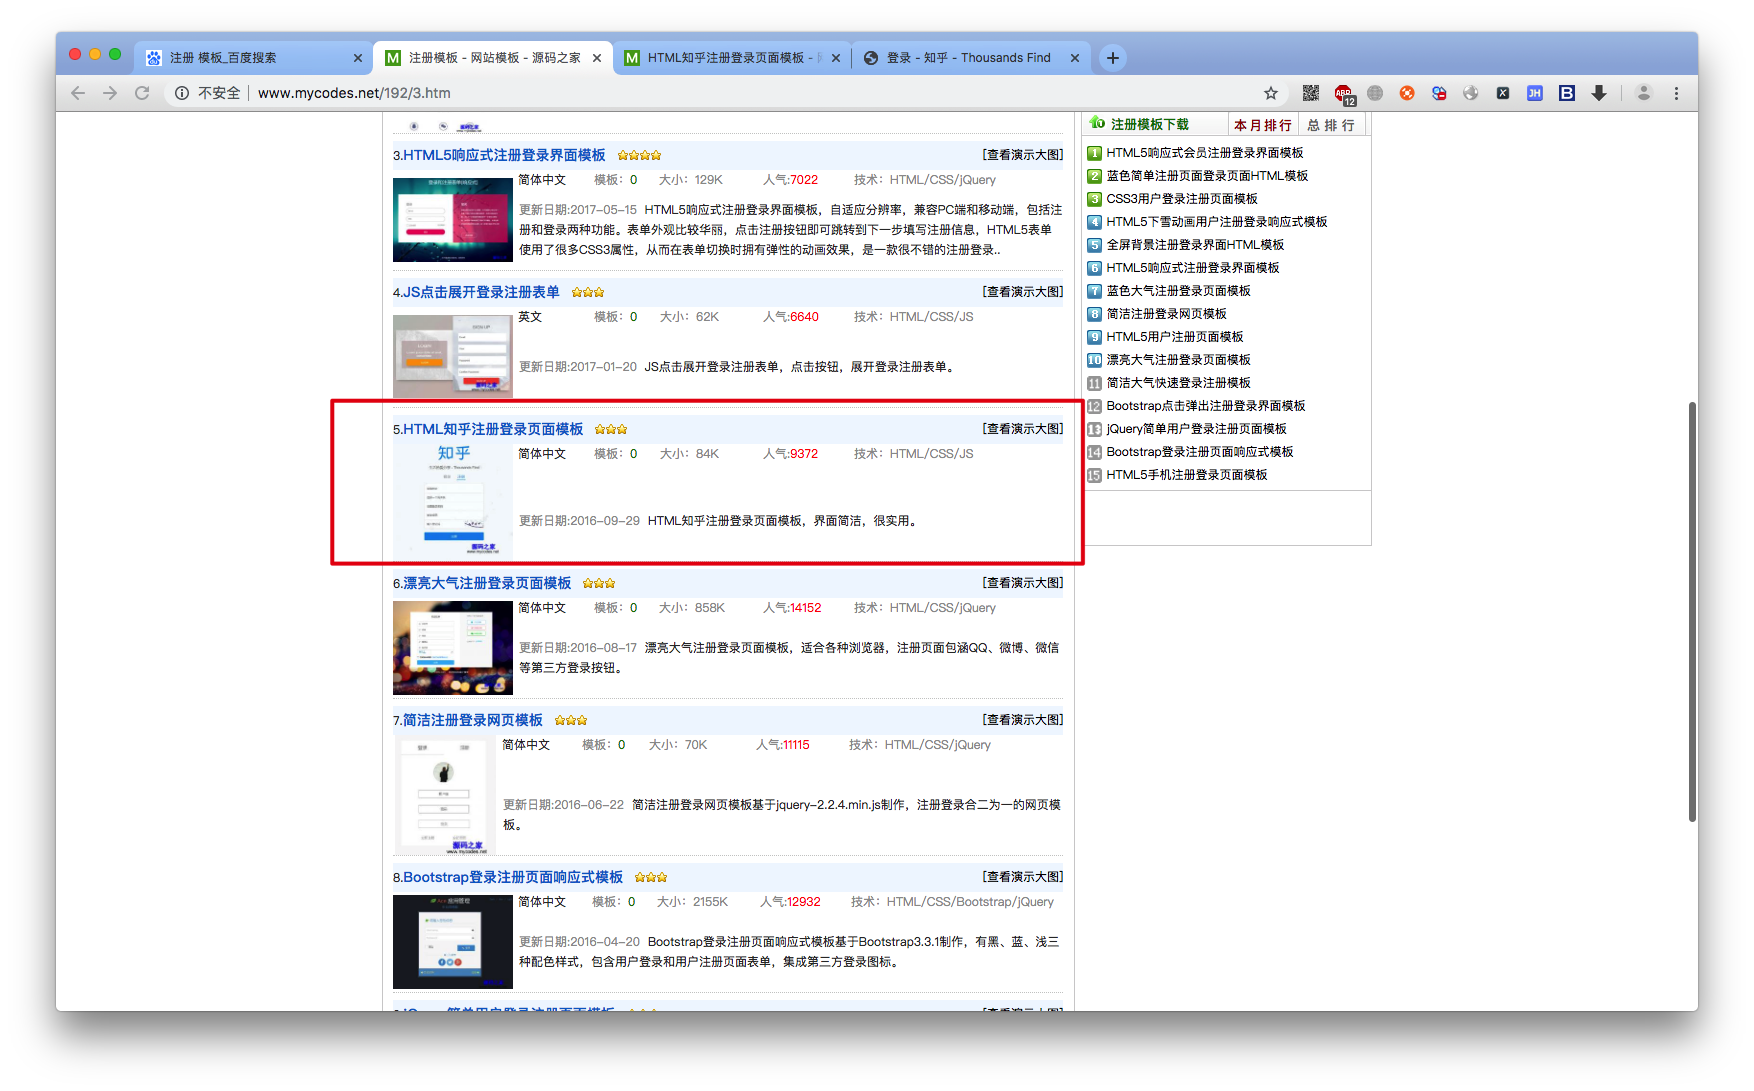 注册 模板_百度搜索
注册模板 - 网站模板 - 源码之家
HTML知乎注册登录页面模板 -
登录 - 知乎 - Thousands Find
不安全
www.mycodes.net/192/3.htm
ABP
12
JH
B
3.HTML5响应式注册登录界面模板
[查看演示大图]
简体中文 模板：0 大小：129K 人气:7022 技术：HTML/CSS/jQuery
更新日期:2017-05-15 HTML5响应式注册登录界面模板，自适应分辨率，兼容PC端和移动端，包括注
册和登录两种功能。表单外观比较华丽，点击注册按钮即可跳转到下一步填写注册信息，HTML5表单
使用了很多CSS3属性，从而在表单切换时拥有弹性的动画效果，是一款很不错的注册登录..
4.JS点击展开登录注册表单
[查看演示大图]
英文 模板：0 大小：62K 人气:6640 技术：HTML/CSS/JS
更新日期:2017-01-20 JS点击展开登录注册表单，点击按钮，展开登录注册表单。
5.HTML知乎注册登录页面模板
[查看演示大图]
知乎
简体中文 模板：0 大小：84K 人气:9372 技术：HTML/CSS/JS
更新日期:2016-09-29 HTML知乎注册登录页面模板，界面简洁，很实用。
源码之家
www.mycodes.net
6.漂亮大气注册登录页面模板
[查看演示大图]
简体中文 模板：0 大小：858K 人气:14152 技术：HTML/CSS/jQuery
更新日期:2016-08-17 漂亮大气注册登录页面模板，适合各种浏览器，注册页面包涵QQ、微博、微信
等第三方登录按钮。
7.简洁注册登录网页模板
[查看演示大图]
简体中文 模板：0 大小：70K 人气:11115 技术：HTML/CSS/jQuery
更新日期:2016-06-22 简洁注册登录网页模板基于jquery-2.2.4.min.js制作，注册登录合二为一的网页模
板。
源码之家
www.mycodes.net
8.Bootstrap登录注册页面响应式模板
[查看演示大图]
简体中文 模板：0 大小：2155K 人气:12932 技术：HTML/CSS/Bootstrap/jQuery
更新日期:2016-04-20 Bootstrap登录注册页面响应式模板基于Bootstrap3.3.1制作，有黑、蓝、浅三
种配色样式，包含用户登录和用户注册页面表单，集成第三方登录图标。
注册模板下载
本月排行
总 排 行
1 HTML5响应式会员注册登录界面模板
2 蓝色简单注册页面登录页面HTML模板
3 CSS3用户登录注册页面模板
4 HTML5下雪动画用户注册登录响应式模板
5 全屏背景注册登录界面HTML模板
6 HTML5响应式注册登录界面模板
7 蓝色大气注册登录页面模板
8 简洁注册登录网页模板
9 HTML5用户注册页面模板
10 漂亮大气注册登录页面模板
11 简洁大气快速登录注册模板
12 Bootstrap点击弹出注册登录界面模板
13 jQuery简单用户登录注册页面模板
14 Bootstrap登录注册页面响应式模板
15 HTML5手机注册登录页面模板